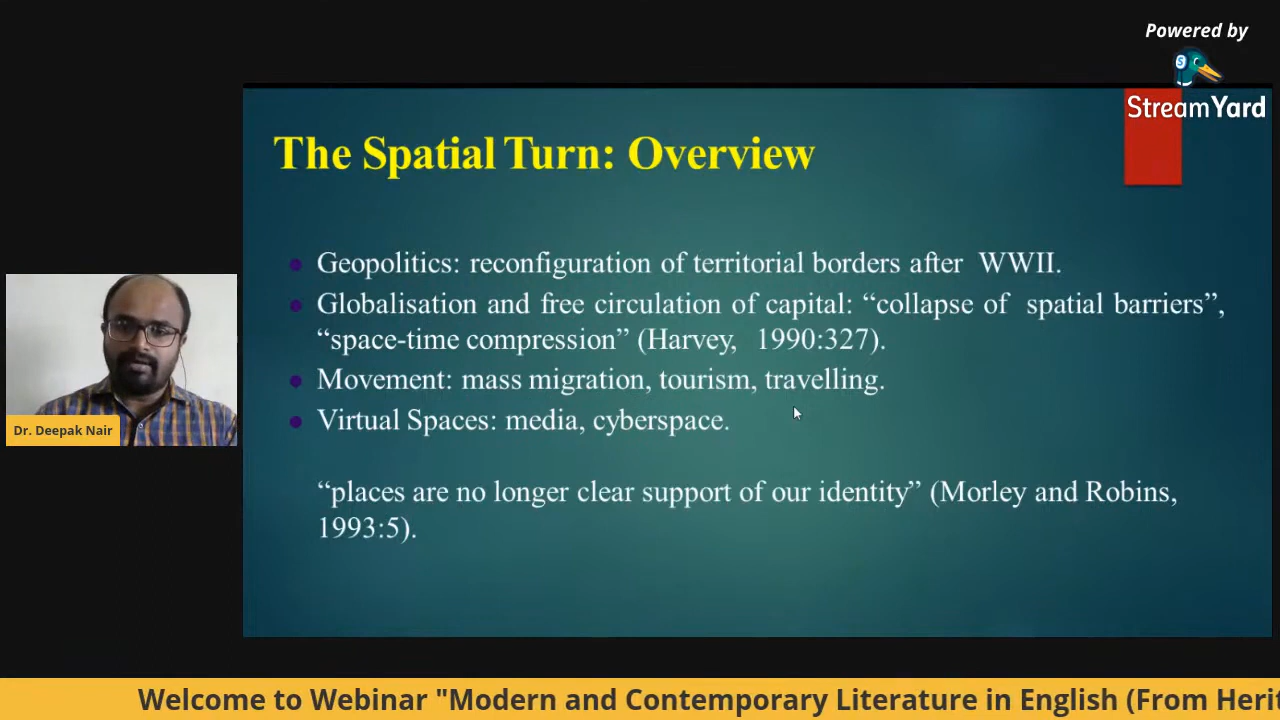 Powered by
StreamYard
The Spatial Turn: Overview
Geopolitics: reconfiguration of territorial borders after WWII.
Globalisation and free circulation of capital: “collapse of spatial barriers”,
“space-time compression” (Harvey, 1990:327).
Movement: mass migration, tourism, travelling.
Virtual Spaces: media, cyberspace.
“places are no longer clear support of our identity” (Morley and Robins,
1993:5).
Dr. Deepak Nair
Welcome to Webinar "Modern and Contemporary Literature in English (From Herit